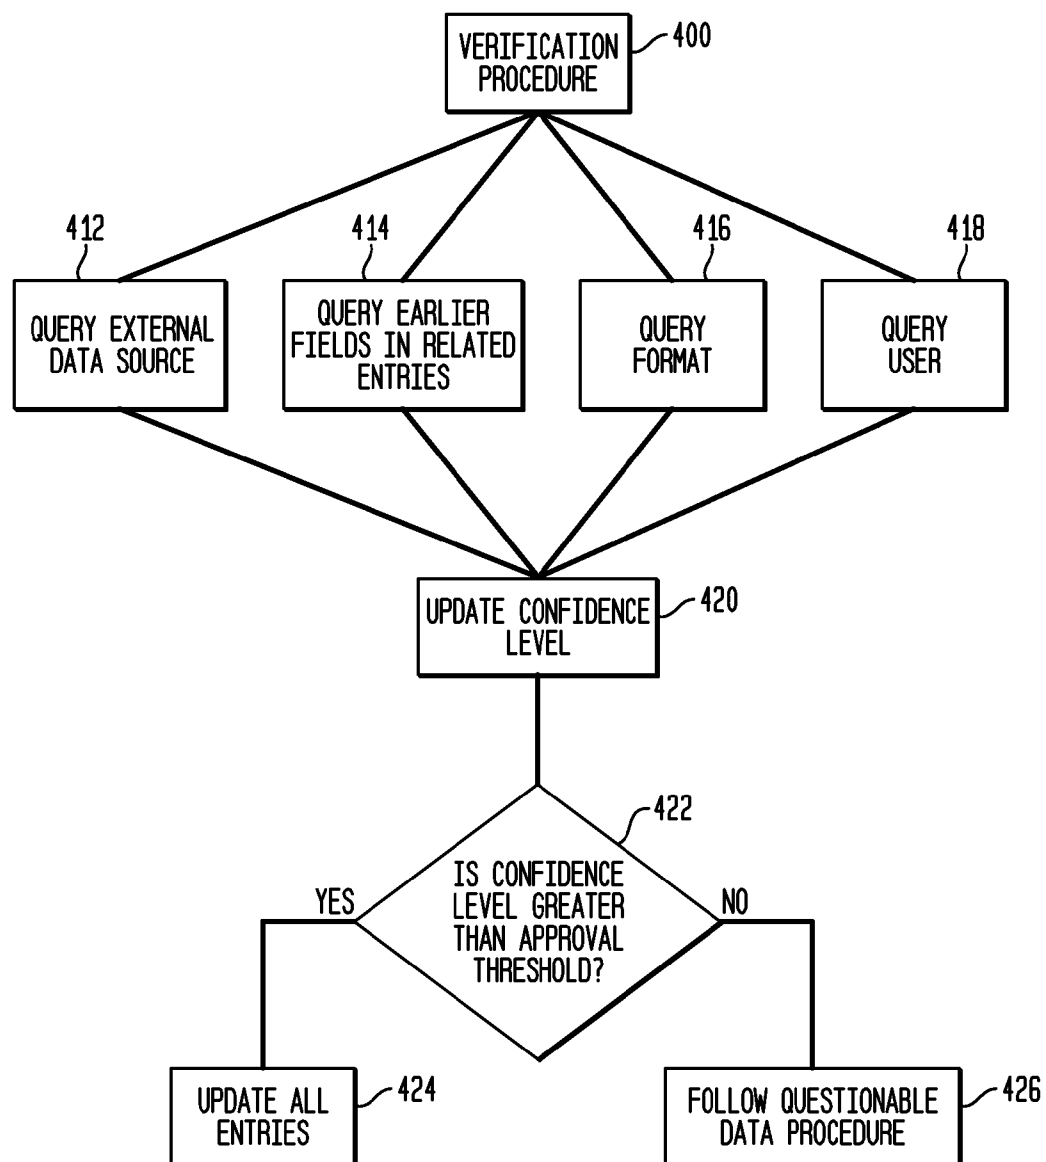 VERIFICATION
PROCEDURE
400
412
414
416
418
QUERY EXTERNAL
DATA SOURCE
QUERY EARLIER
FIELDS IN RELATED
ENTRIES
QUERY
FORMAT
QUERY
USER
UPDATE CONFIDENCE
LEVEL
420
422
IS CONFIDENCE
LEVEL GREATER
THAN APPROVAL
THRESHOLD?
YES
NO
UPDATE ALL
ENTRIES
424
FOLLOW QUESTIONABLE
DATA PROCEDURE
426